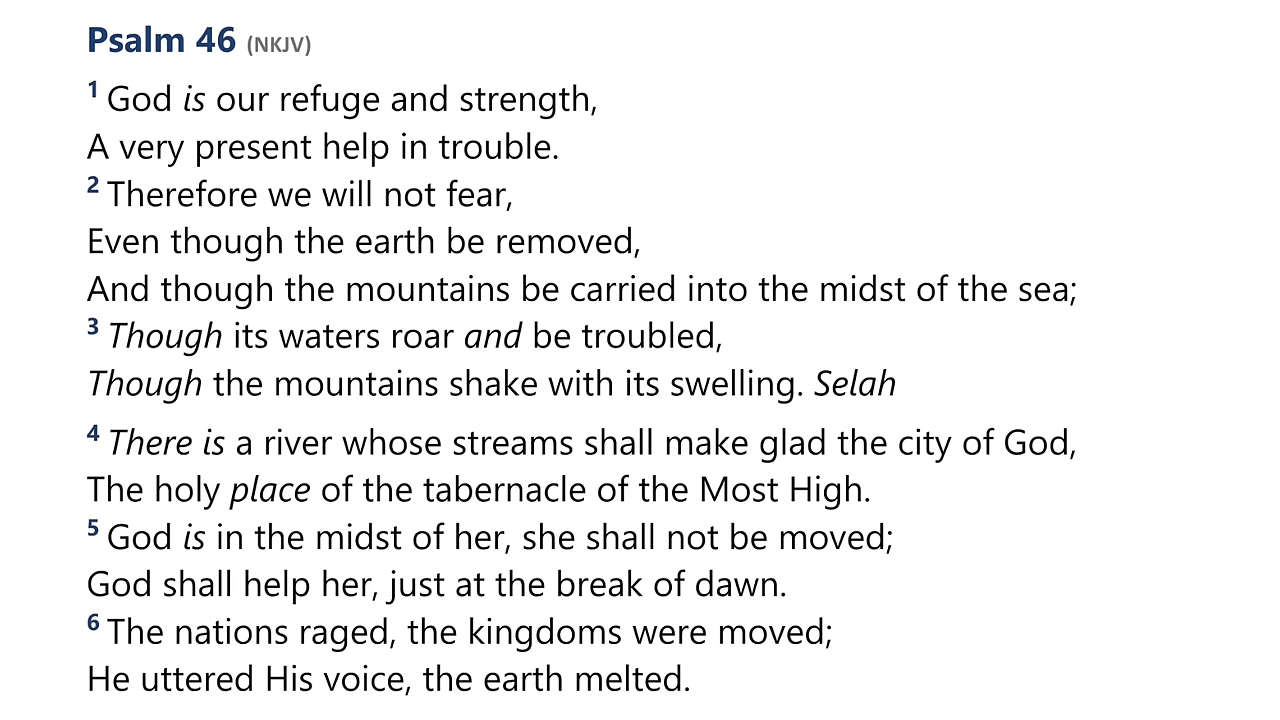 Psalm 46 (NKJV)
1 God is our refuge and strength,
A very present help in trouble.
2 Therefore we will not fear,
Even though the earth be removed,
And though the mountains be carried into the midst of the sea;
3 Though its waters roar and be troubled,
Though the mountains shake with its swelling. Selah
4 There is a river whose streams shall make glad the city of God,
The holy place of the tabernacle of the Most High.
5 God is in the midst of her, she shall not be moved;
God shall help her, just at the break of dawn.
6 The nations raged, the kingdoms were moved;
He uttered His voice, the earth melted.